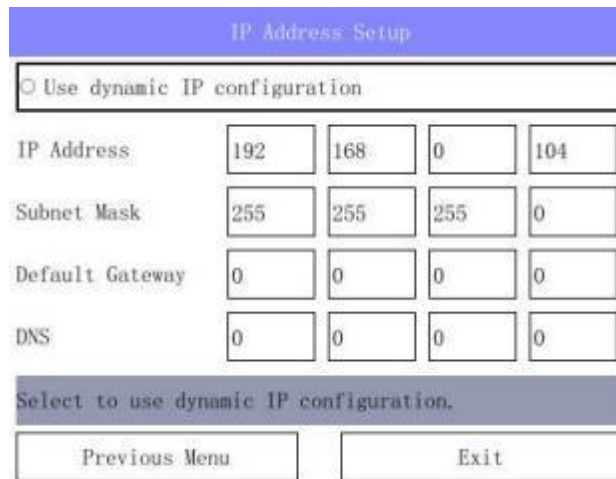 IP Address Setup
Use dynamic IP configuration
IP Address 192 168 0 104
Subnet Mask 255 255 255 0
Default Gateway 0 0 0 0
DNS 0 0 0 0
Select to use dynamic IP configuration.
Previous Menu Exit